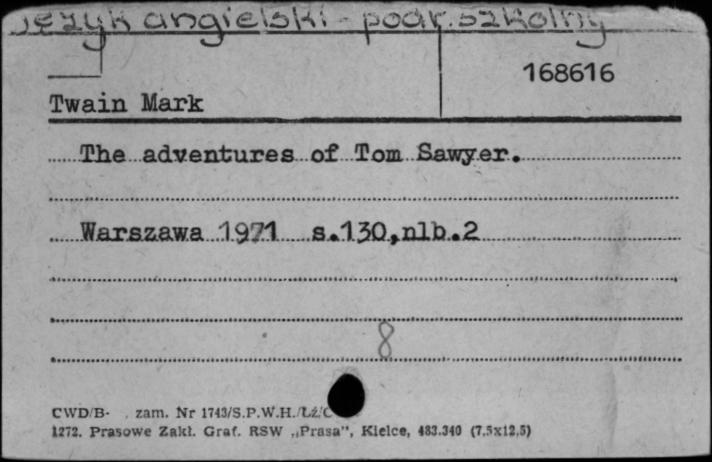 język angielski - podr. szkolny
168616
Twain Mark
The adventures of Tom Sawyer.
Warszawa 1971 s.130,nlb.2
8
CWD/B- . zam. Nr 1743/S.P.W.H./Łż/
1272. Prasowe Zakł. Graf. RSW „Prasa”, Kielce, 483.340 (7,5x12,5)